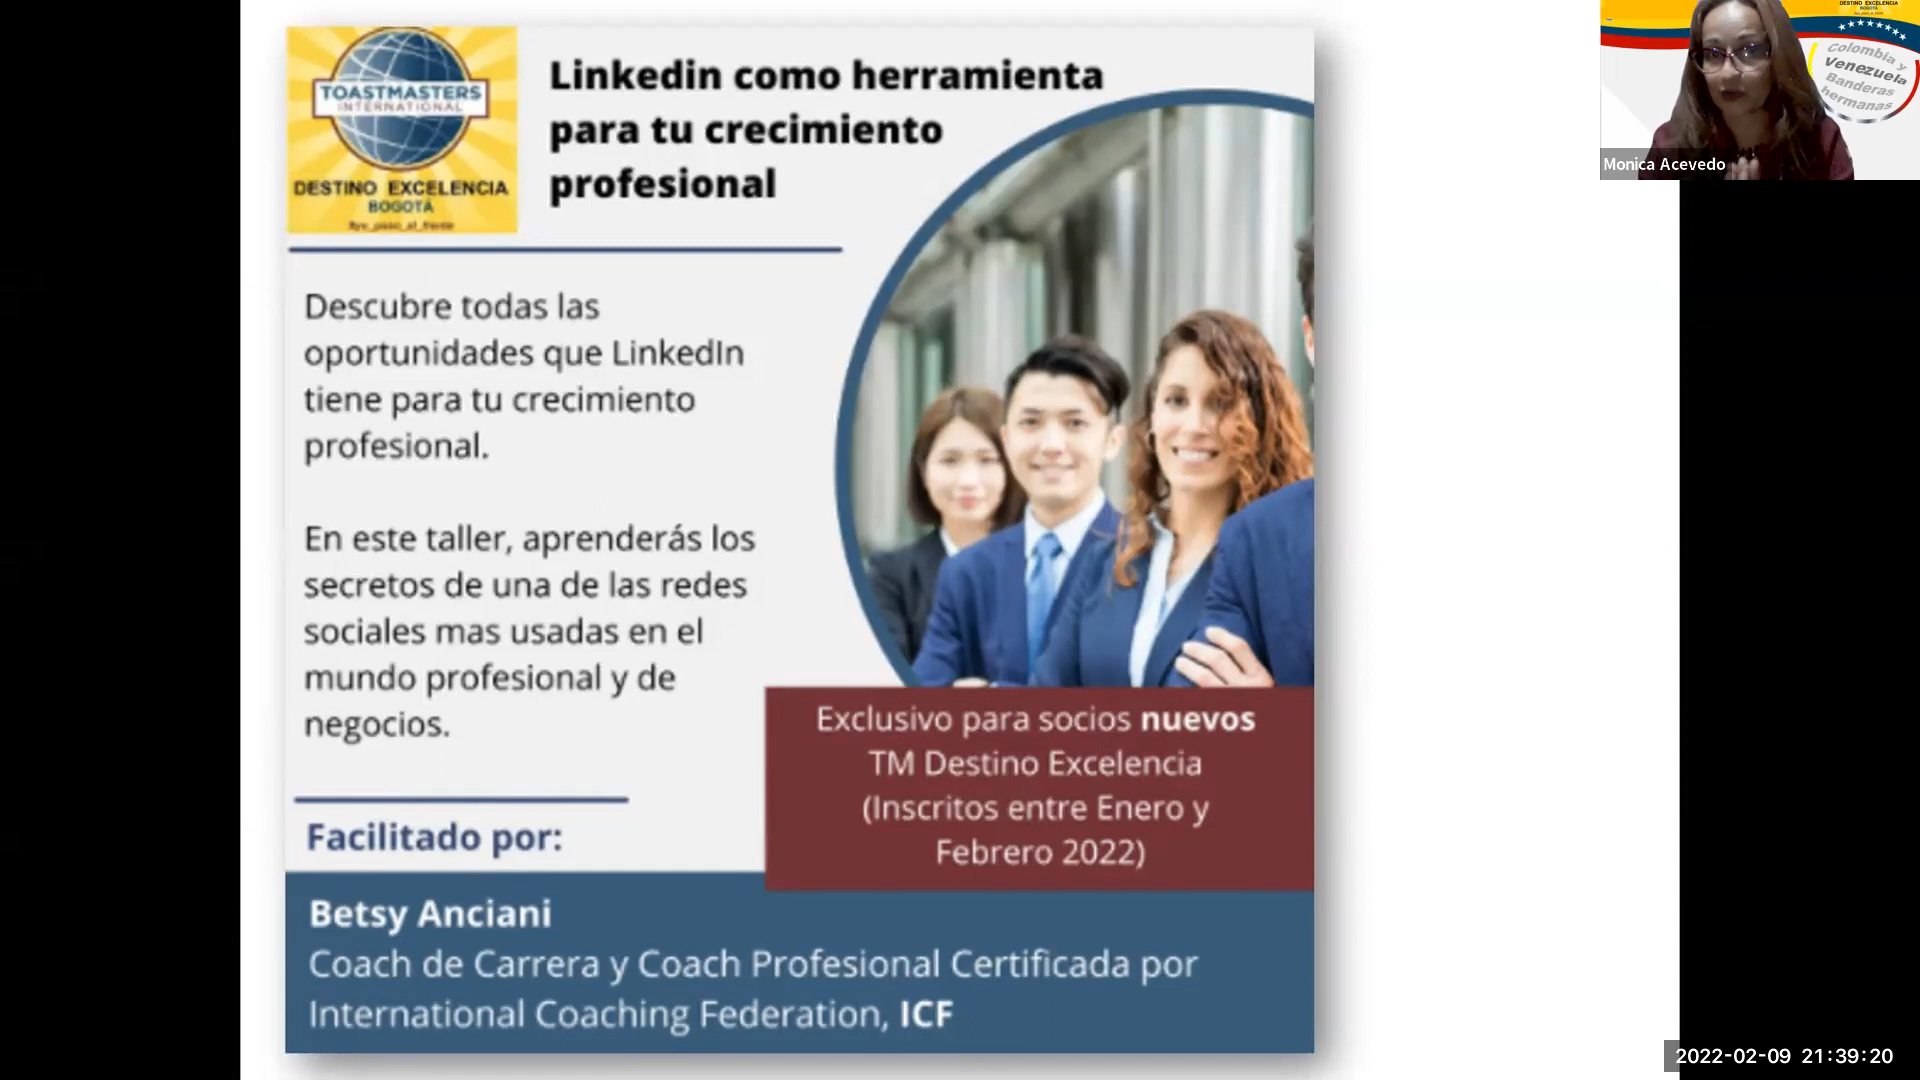 TOASTMASTERS
INTERNATIONAL
DESTINO EXCELENCIA
BOGOTÁ
Linkedin como herramienta
para tu crecimiento
profesional
Descubre todas las
oportunidades que LinkedIn
tiene para tu crecimiento
profesional.
En este taller, aprenderás los
secretos de una de las redes
sociales mas usadas en el
mundo profesional y de
negocios.
Exclusivo para socios nuevos
TM Destino Excelencia
(Inscritos entre Enero y
Febrero 2022)
Facilitado por:
Betsy Anciani
Coach de Carrera y Coach Profesional Certificada por
International Coaching Federation, ICF
DESTINO EXCELENCIA
BOGOTÁ
Colombia y
Venezuela
Banderas
hermanas
Monica Acevedo
2022-02-09 21:39:20